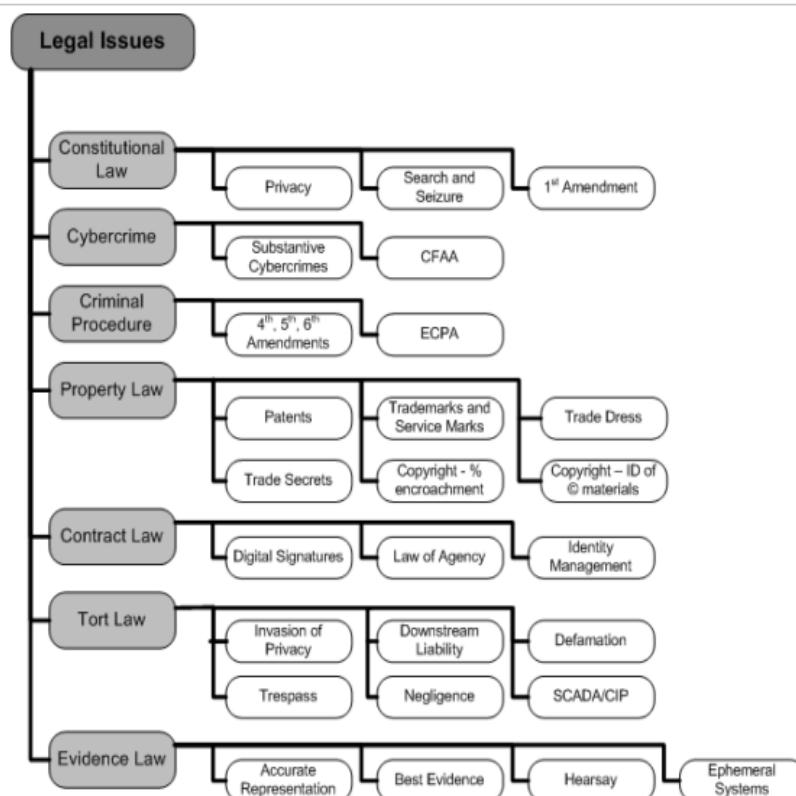 Legal Issues
Constitutional
Law
Privacy
Search and
Seizure
1st Amendment
Cybercrime
Substantive
Cybercrimes
CFAA
Criminal
Procedure
4th, 5th, 6th
Amendments
ECPA
Property Law
Patents
Trademarks and
Service Marks
Trade Dress
Trade Secrets
Copyright - %
encroachment
Copyright – ID of
© materials
Contract Law
Digital Signatures
Law of Agency
Identity
Management
Tort Law
Invasion of
Privacy
Downstream
Liability
Defamation
Trespass
Negligence
SCADA/CIP
Evidence Law
Accurate
Representation
Best Evidence
Hearsay
Ephemeral
Systems